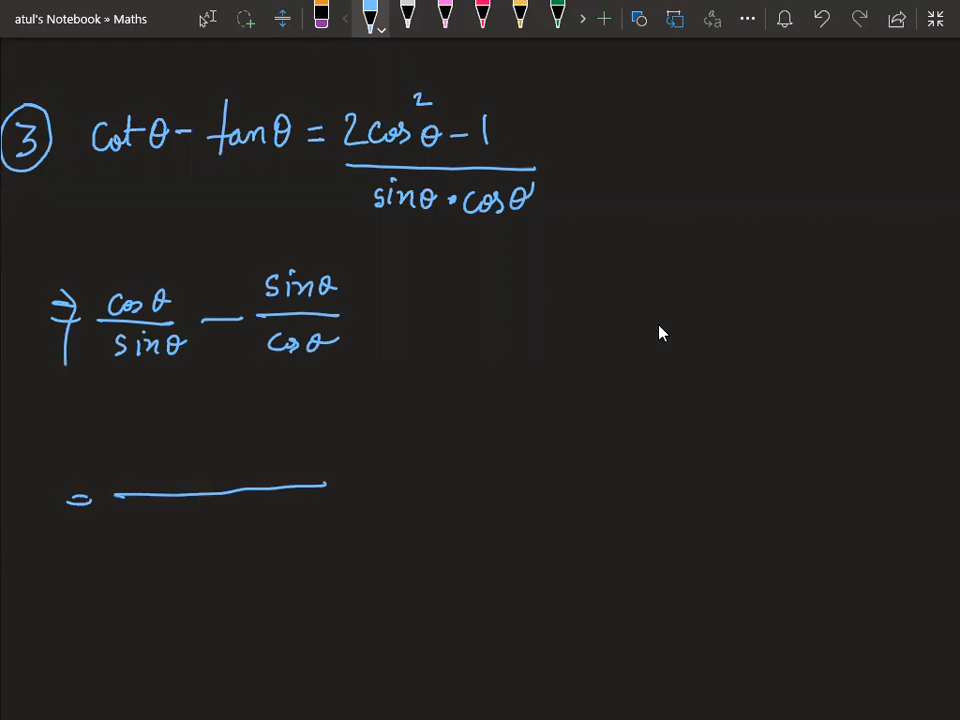 atul's Notebook » Maths
③ cotθ - tanθ = 2cos²θ - 1
sinθ · cosθ
⇒ cosθ — sinθ
sinθ cosθ
=